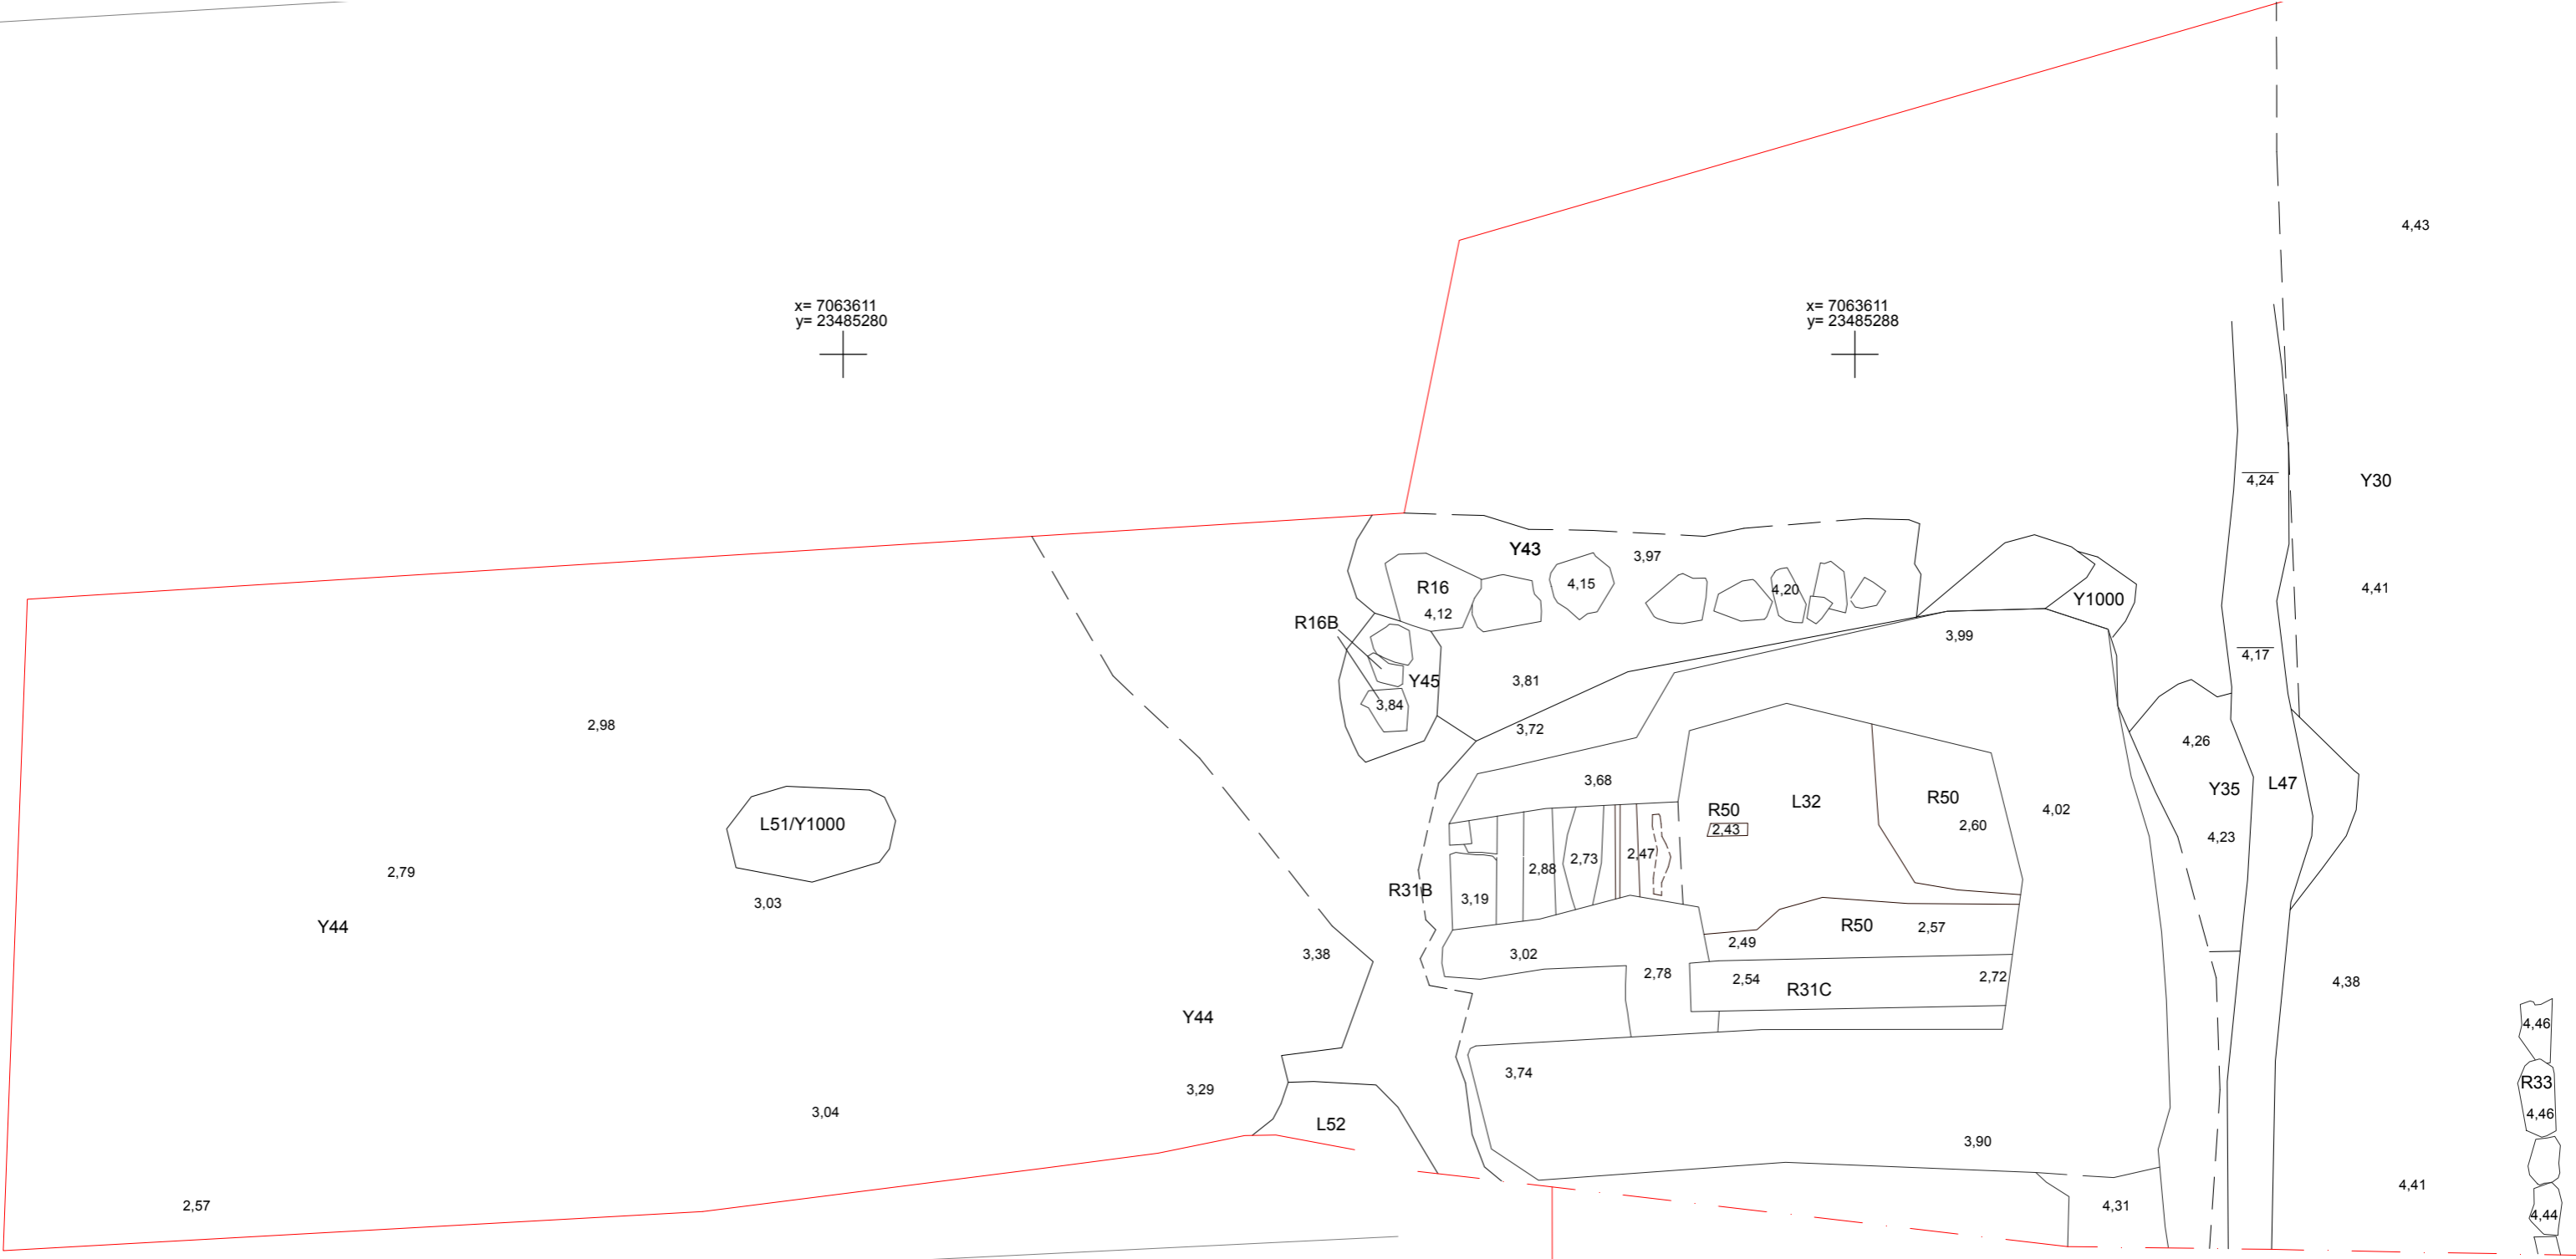 4,43
x= 7063611
y= 23485280
x= 7063611
y= 23485288
4,24
Y30
Y43
3,97
4,15
R16
4,20
4,41
4,12
Y1000
R16B
3,99
4,17
Y45
3,81
3,84
2,98
3,72
4,26
3,68
L47
Y35
R50
L32
R50
4,02
L51/Y1000
2,43
2,60
4,23
2,47
2,73
2,88
2,79
R31B
3,19
3,03
Y44
R50
2,57
2,49
3,38
3,02
2,78
2,54
2,72
4,38
R31C
Y44
4,46
3,74
R33
3,29
3,04
4,46
L52
3,90
4,41
2,57
4,31
4,44